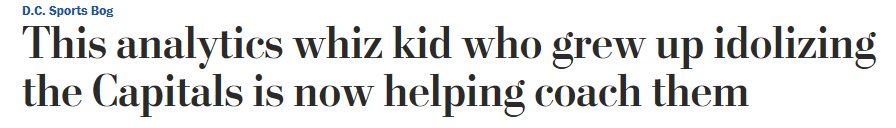 D.C. Sports Bog
This analytics whiz kid who grew up idolizing
the Capitals is now helping coach them